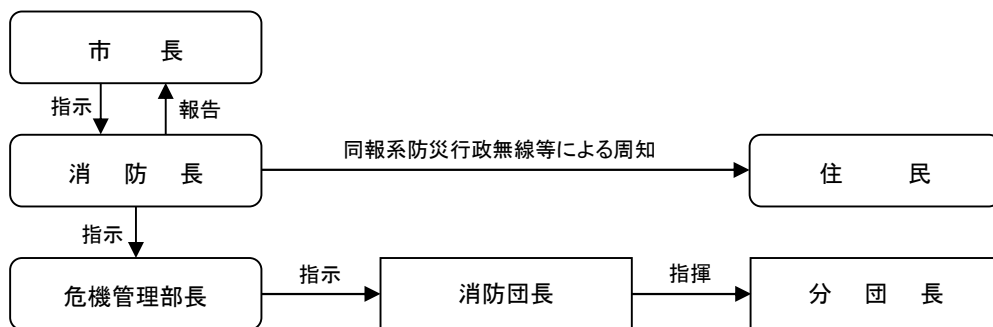 市長
指示
報告
同報系防災行政無線等による周知
消防長
住民
指示
危機管理部長
指示
消防団長
指揮
分団長